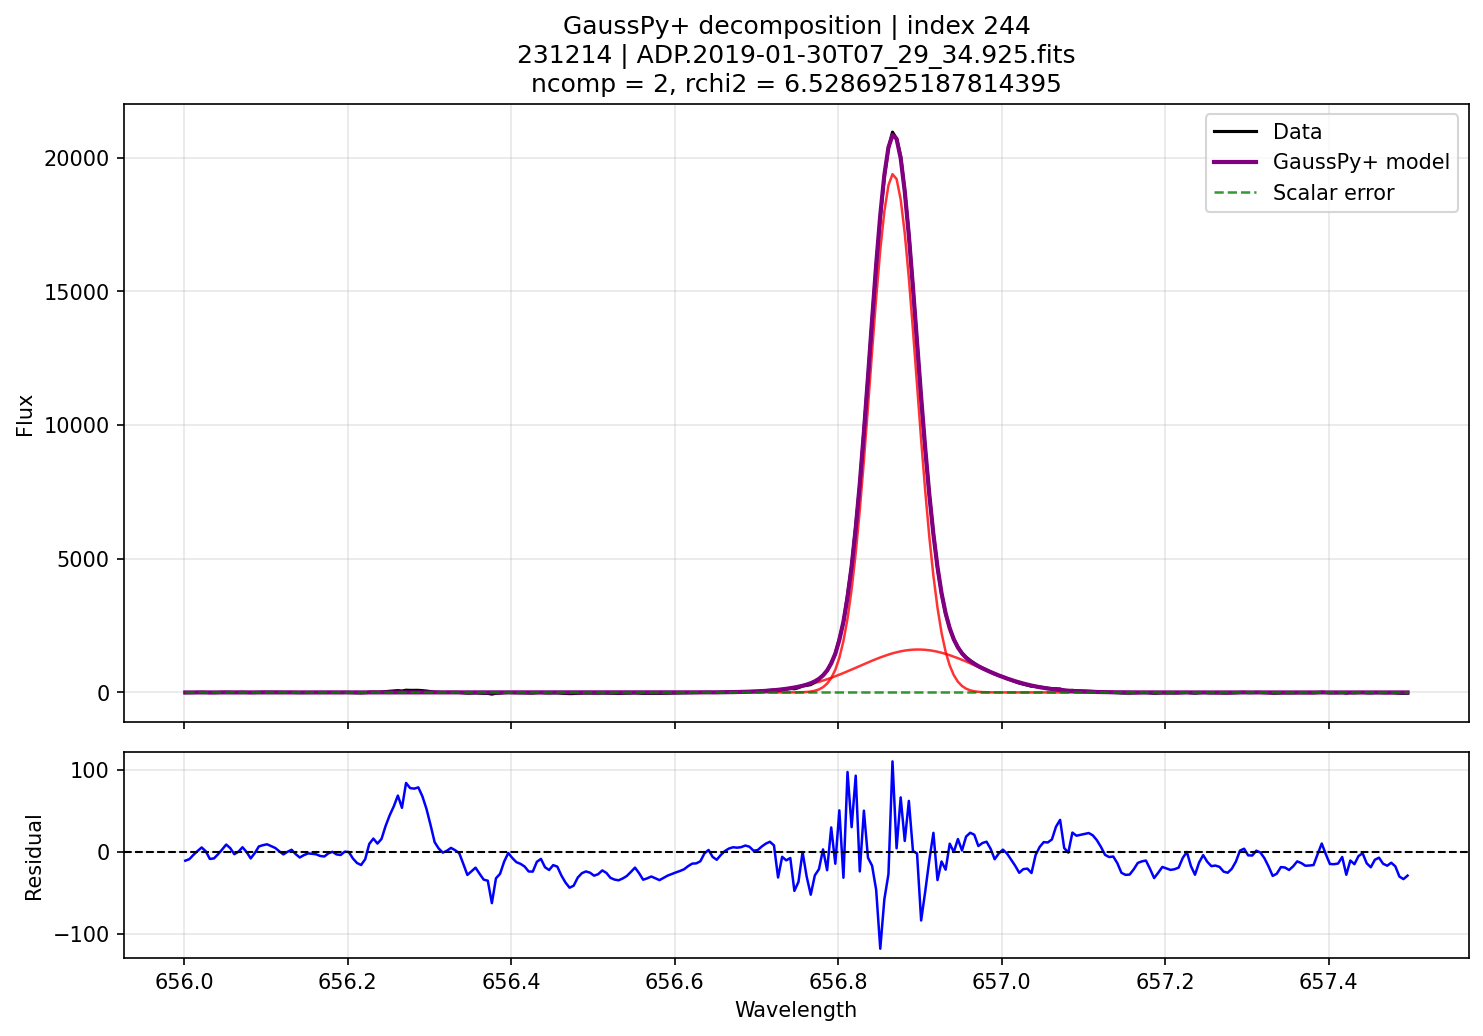 GaussPy+ decomposition | index 244
231214 | ADP.2019-01-30T07_29_34.925.fits
ncomp = 2, rchi2 = 6.5286925187814395
Data
GaussPy+ model
Scalar error
20000
15000
10000
5000
0
Flux
100
0
−100
Residual
656.0 656.2 656.4 656.6 656.8 657.0 657.2 657.4
Wavelength